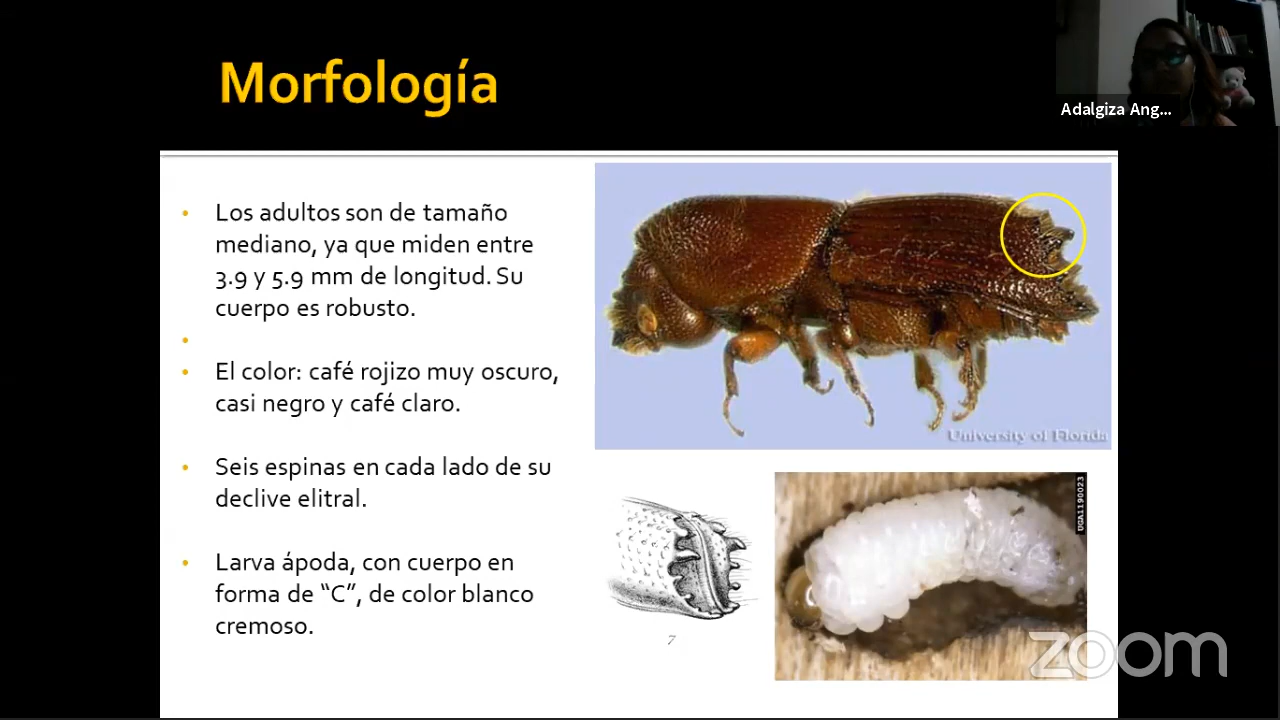 Morfología
Adalgiza Ang...
Los adultos son de tamaño
mediano, ya que miden entre
3.9 y 5.9 mm de longitud. Su
cuerpo es robusto.
El color: café rojizo muy oscuro,
casi negro y café claro.
Seis espinas en cada lado de su
declive elitral.
Larva ápoda, con cuerpo en
forma de “C”, de color blanco
cremoso.
University of Florida
7
UGA1190023
zoom